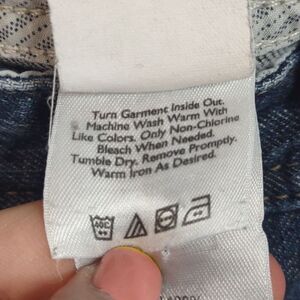 Turn Garment Inside Out.
Machine Wash Warm With
Like Colors. Only Non-Chlorine
Bleach When Needed.
Tumble Dry. Remove Promptly.
Warm Iron As Desired.
40C